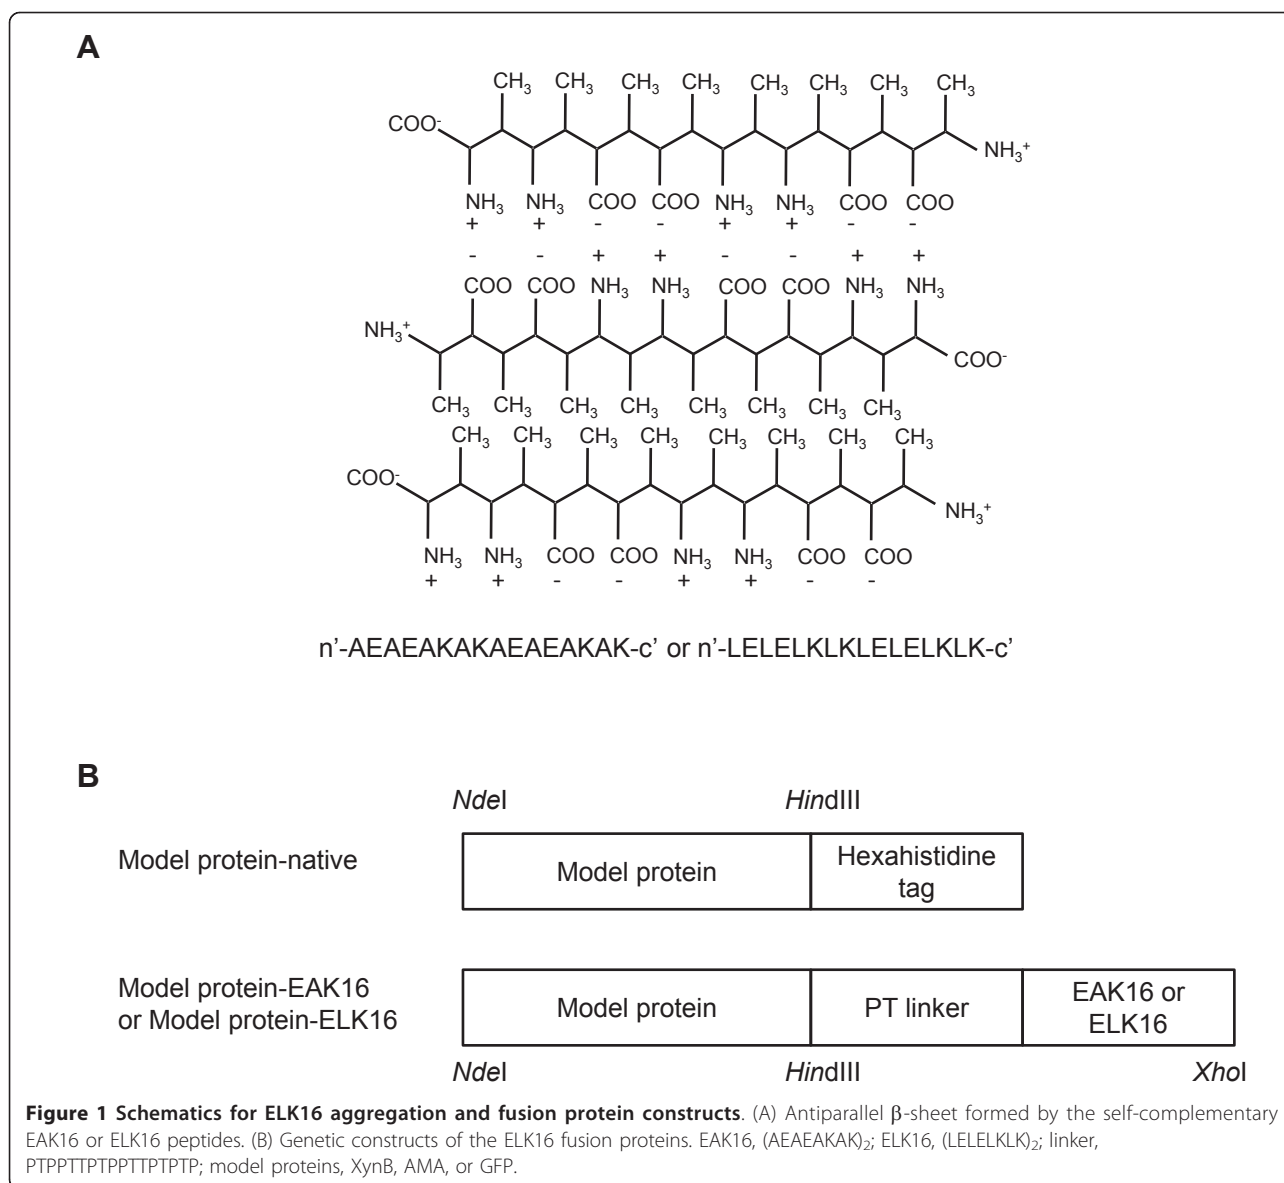 A
CH₃ CH₃ CH₃ CH₃ CH₃ CH₃ CH₃ CH₃
COO⁻
NH₃⁺
NH₃ NH₃ COO COO NH₃ NH₃ COO COO
+ + - - + + - -
- - + + - - + +
COO COO NH₃ NH₃ COO COO NH₃ NH₃
NH₃⁺
COO⁻
CH₃ CH₃ CH₃ CH₃ CH₃ CH₃ CH₃ CH₃
CH₃ CH₃ CH₃ CH₃ CH₃ CH₃ CH₃ CH₃
COO⁻
NH₃⁺
NH₃ NH₃ COO COO NH₃ NH₃ COO COO
+ + - - + + - -
n’-AEAEAKAKAEAEAKAK-c’ or n’-LELELKLKLELELKLK-c’
B
NdeI HindIII
Model protein-native
Model protein
Hexahistidine
tag
Model protein-EAK16
or Model protein-ELK16
Model protein
PT linker
EAK16 or
ELK16
NdeI HindIII XhoI
Figure 1 Schematics for ELK16 aggregation and fusion protein constructs. (A) Antiparallel β-sheet formed by the self-complementary
EAK16 or ELK16 peptides. (B) Genetic constructs of the ELK16 fusion proteins. EAK16, (AEAEAKAK)₂; ELK16, (LELELKLK)₂; linker,
PTPPTTPTPPTTPTPTP; model proteins, XynB, AMA, or GFP.